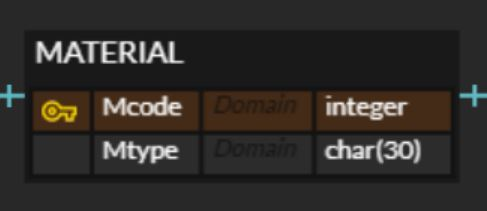 MATERIAL
Mcode Domain integer
Mtype Domain char(30)